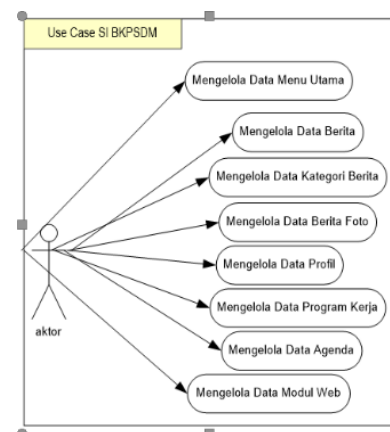 Use Case SI BKPSDM
Mengelola Data Menu Utama
Mengelola Data Berita
Mengelola Data Kategori Berita
Mengelola Data Berita Foto
Mengelola Data Profil
Mengelola Data Program Kerja
aktor
Mengelola Data Agenda
Mengelola Data Modul Web